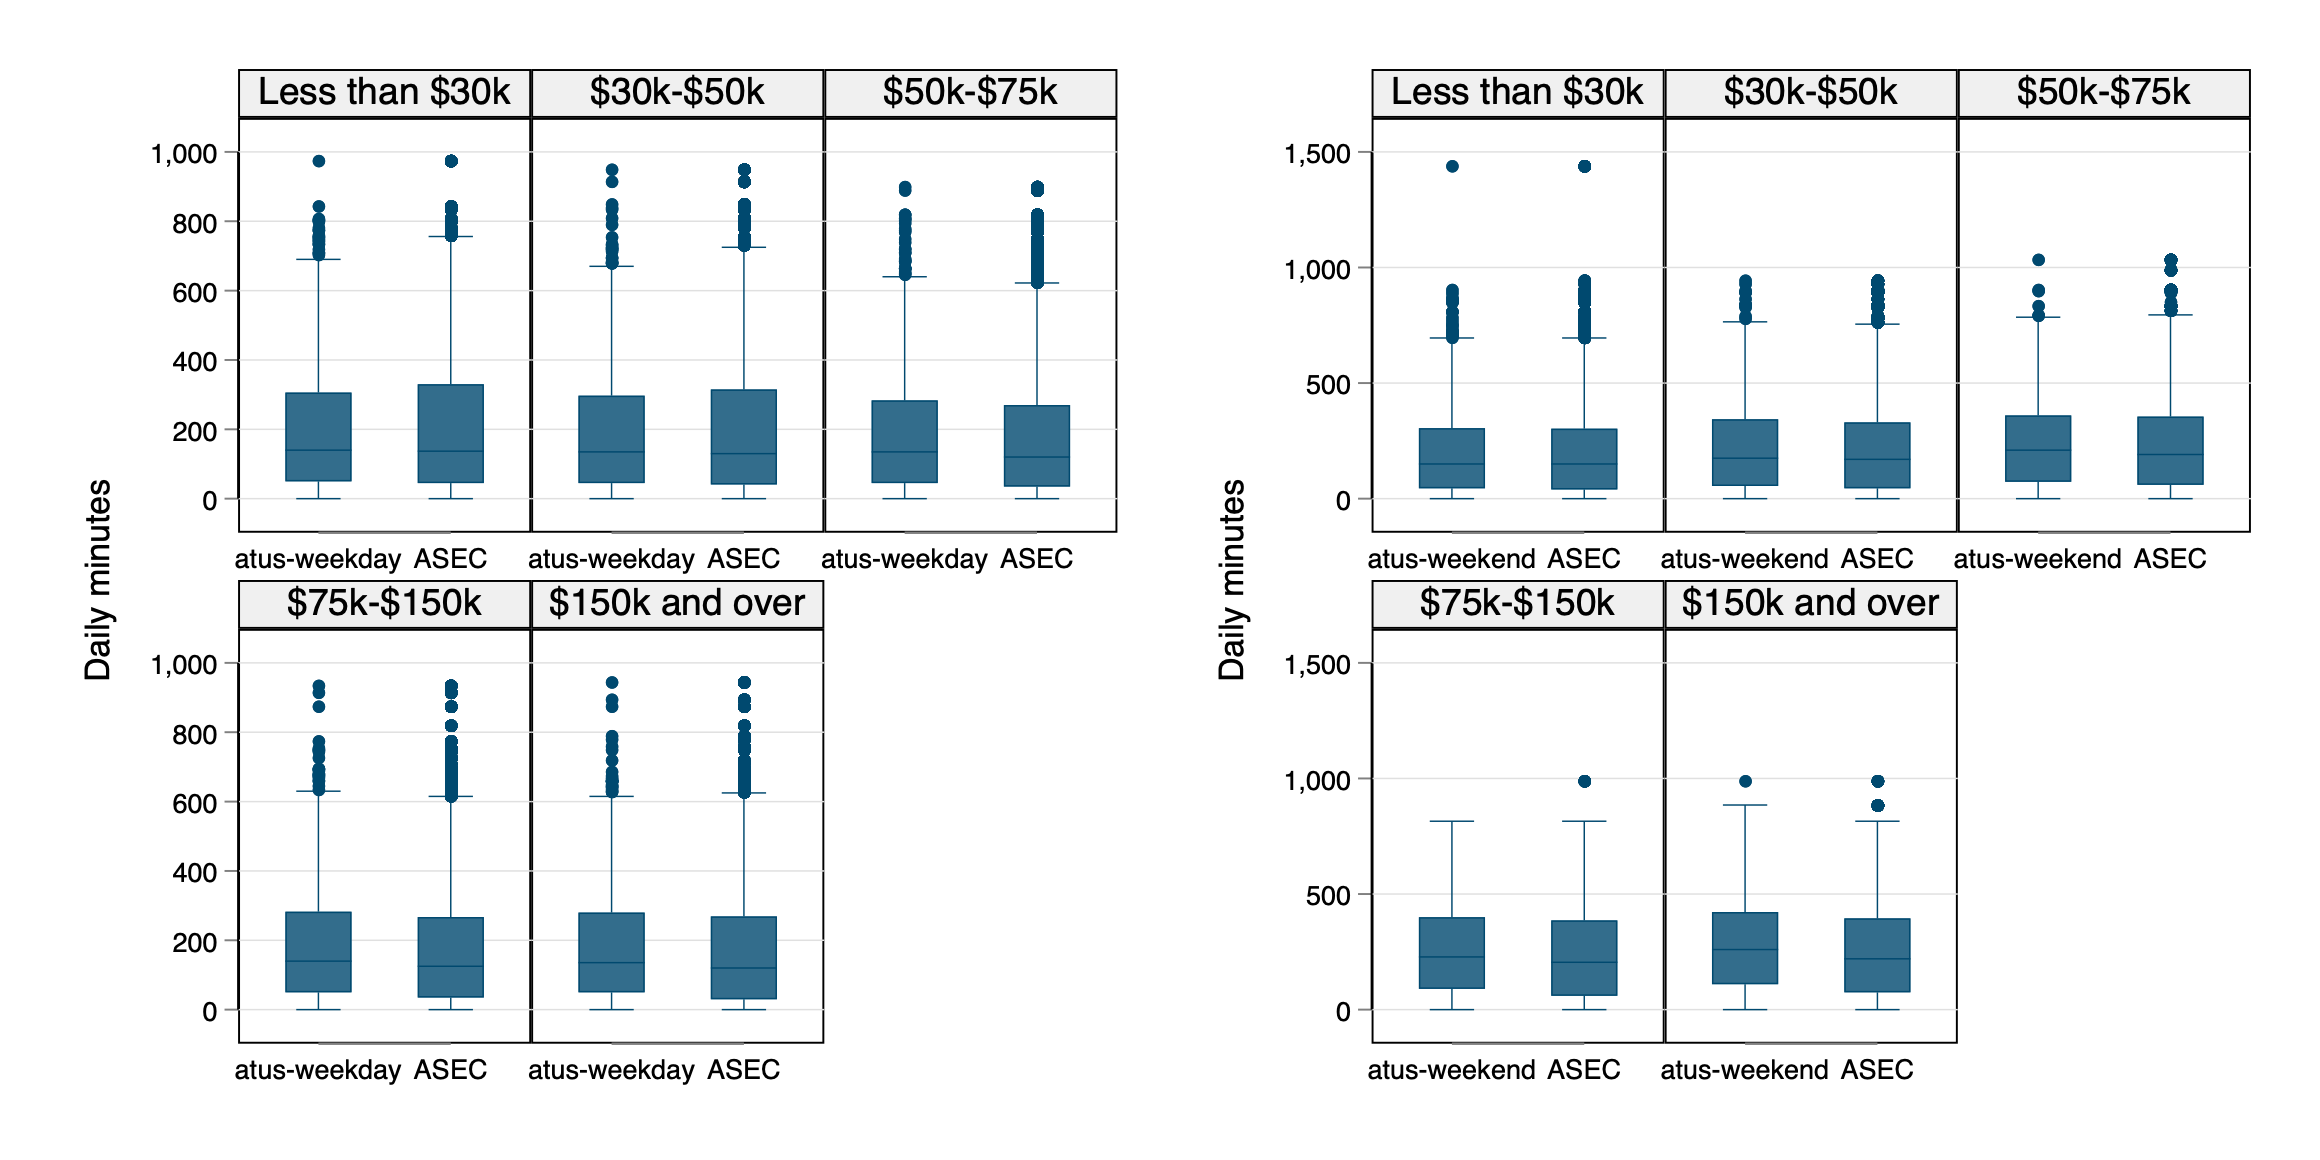 Less than $30k $30k-$50k $50k-$75k
1,000
800
600
400
200
0
atus-weekday ASEC atus-weekday ASEC atus-weekday ASEC
Daily minutes
$75k-$150k $150k and over
1,000
800
600
400
200
0
atus-weekday ASEC atus-weekday ASEC
Less than $30k $30k-$50k $50k-$75k
1,500
1,000
500
0
atus-weekend ASEC atus-weekend ASEC atus-weekend ASEC
Daily minutes
$75k-$150k $150k and over
1,500
1,000
500
0
atus-weekend ASEC atus-weekend ASEC